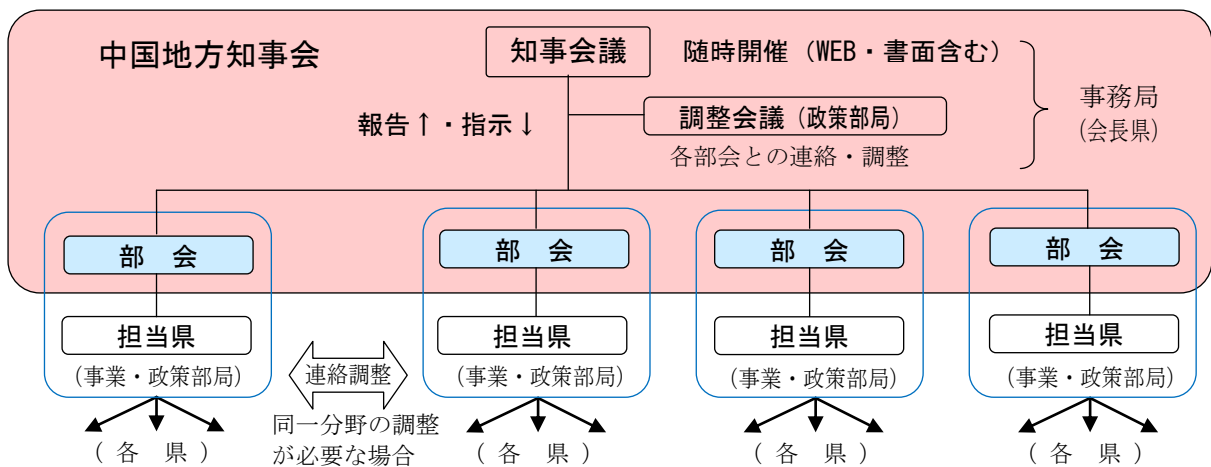 中国地方知事会
知事会議
随時開催（WEB・書面含む）
事務局
(会長県)
報告↑・指示↓
調整会議（政策部局）
各部会との連絡・調整
部　会
部　会
部　会
部　会
担当県
担当県
担当県
担当県
（事業・政策部局）
連絡調整
（事業・政策部局）
（事業・政策部局）
（事業・政策部局）
同一分野の調整
が必要な場合
（ 各　県 ）
（ 各　県 ）
（ 各　県 ）
（ 各　県 ）